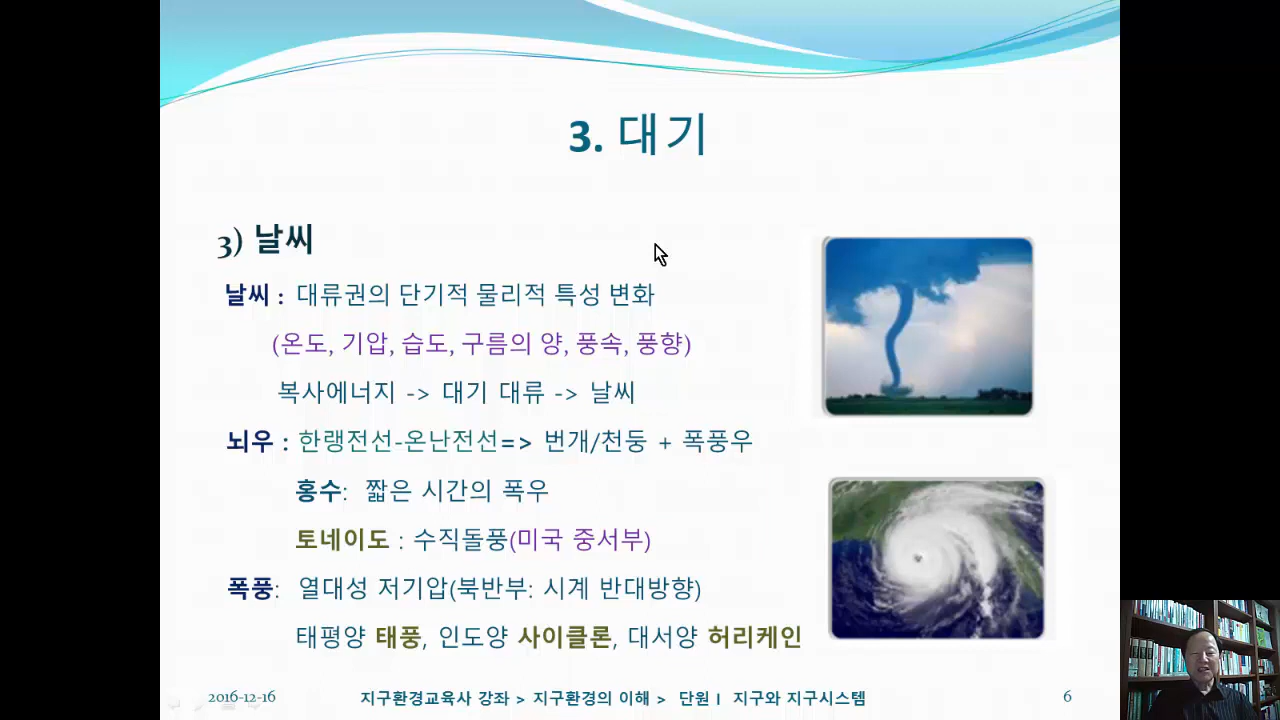 3. 대기
3) 날씨
날씨 : 대류권의 단기적 물리적 특성 변화
(온도, 기압, 습도, 구름의 양, 풍속, 풍향)
복사에너지 -> 대기 대류 -> 날씨
뇌우 : 한랭전선-온난전선=> 번개/천둥 + 폭풍우
홍수: 짧은 시간의 폭우
토네이도 : 수직돌풍(미국 중서부)
폭풍: 열대성 저기압(북반부: 시계 반대방향)
태평양 태풍, 인도양 사이클론, 대서양 허리케인
2016-12-16 지구환경교육사 강좌 > 지구환경의 이해 > 단원 I 지구와 지구시스템 6